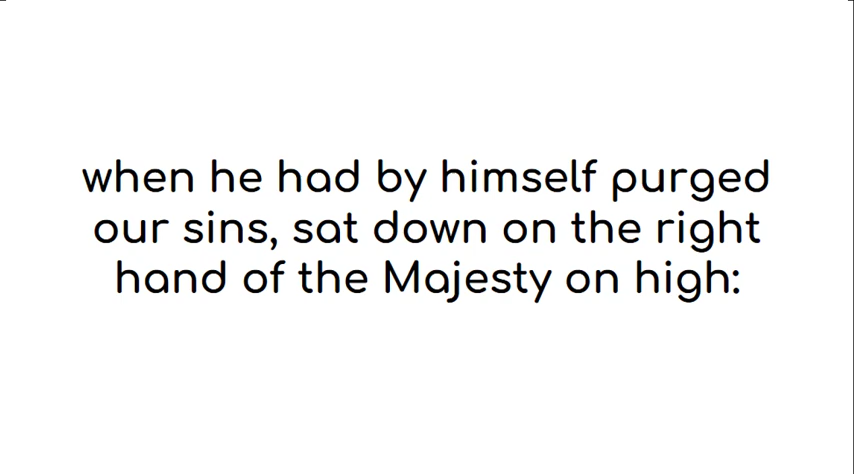 when he had by himself purged
our sins, sat down on the right
hand of the Majesty on high: